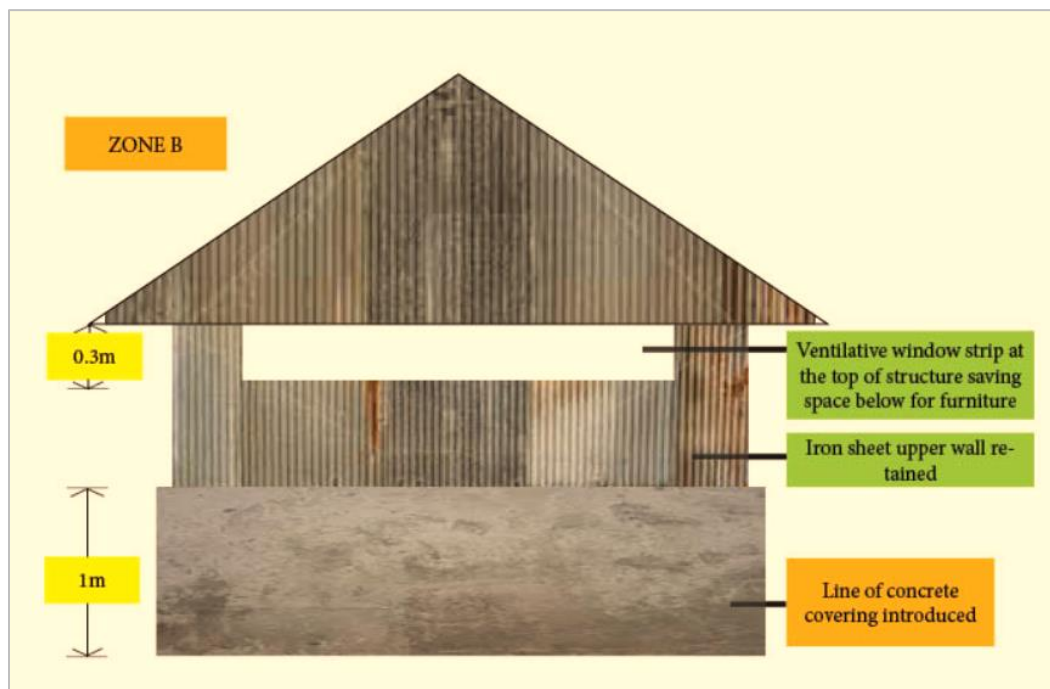 ZONE B
0.3m
Ventilative window strip at
the top of structure saving
space below for furniture
Iron sheet upper wall re-
tained
1m
Line of concrete
covering introduced